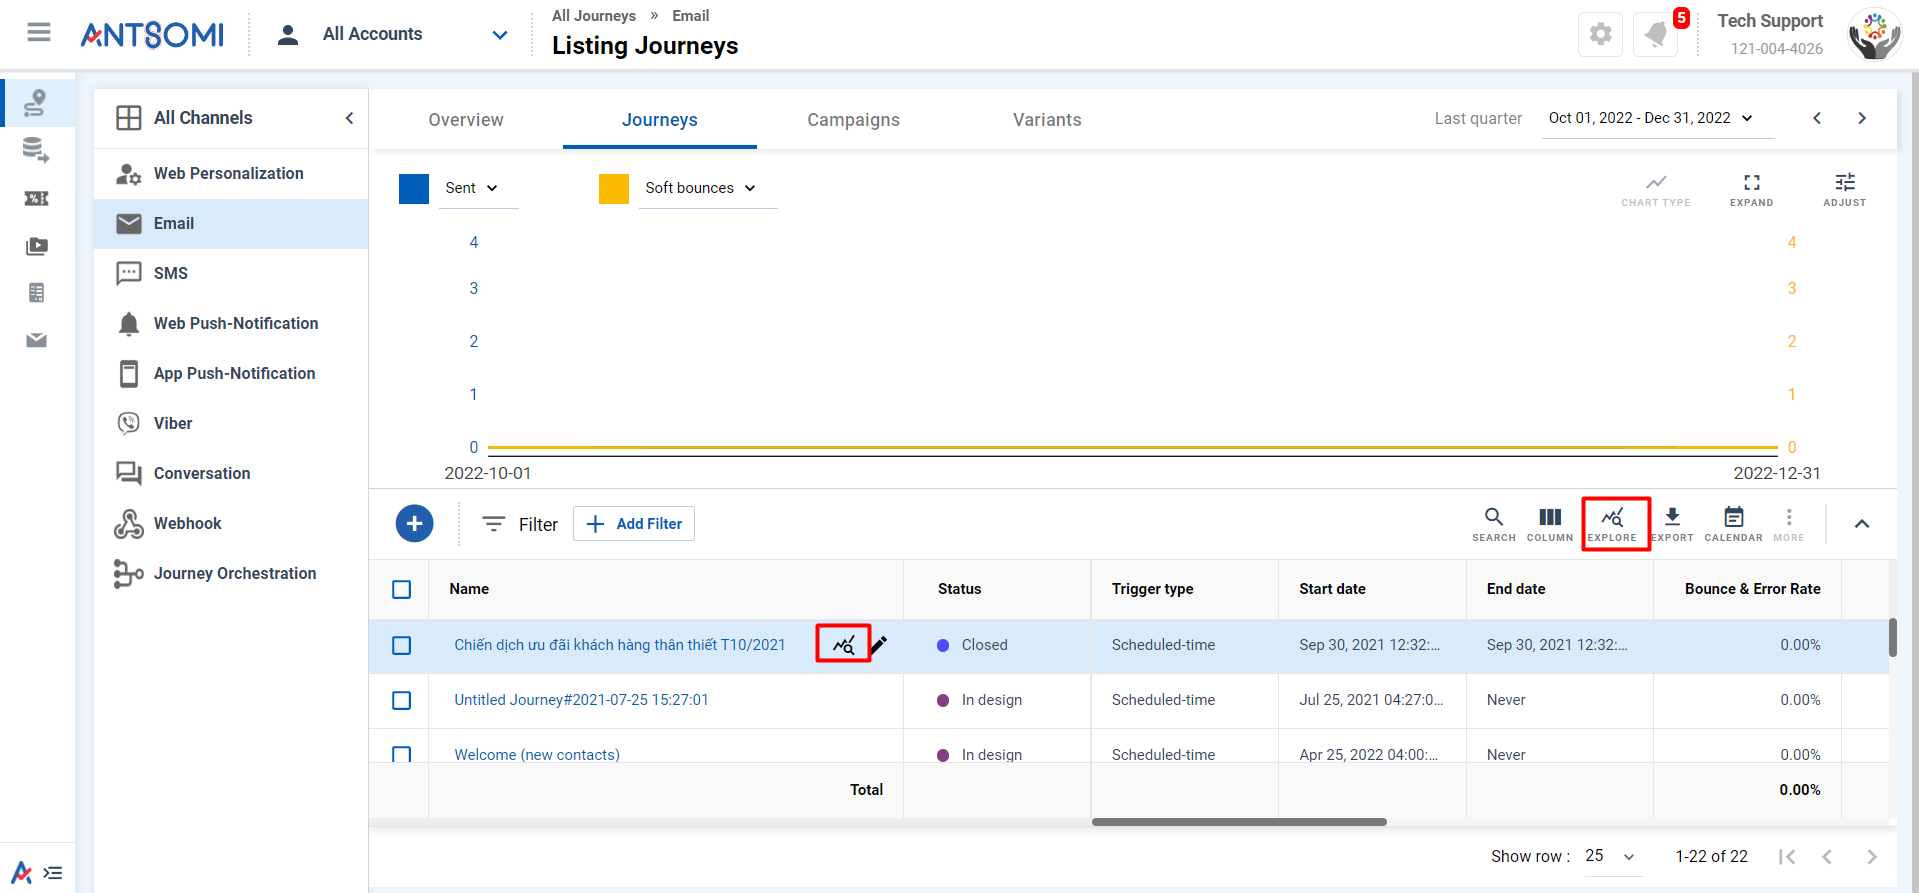 ANTSOMI
All Accounts
All Journeys » Email
Listing Journeys
5
Tech Support
121-004-4026
All Channels
Web Personalization
Email
SMS
Web Push-Notification
App Push-Notification
Viber
Conversation
Webhook
Journey Orchestration
Overview Journeys Campaigns Variants
Last quarter Oct 01, 2022 - Dec 31, 2022
Sent Soft bounces
CHART TYPE EXPAND ADJUST
4 4
3 3
2 2
1 1
0 0
2022-10-01 2022-12-31
+ Filter + Add Filter
SEARCH COLUMN EXPLORE EXPORT CALENDAR MORE
Name Status Trigger type Start date End date Bounce & Error Rate
Chiến dịch ưu đãi khách hàng thân thiết T10/2021 Closed Scheduled-time Sep 30, 2021 12:32:... Sep 30, 2021 12:32:... 0.00%
Untitled Journey#2021-07-25 15:27:01 In design Scheduled-time Jul 25, 2021 04:27:0... Never 0.00%
Welcome (new contacts) In design Scheduled-time Apr 25, 2022 04:00:... Never 0.00%
Total 0.00%
Show row : 25 1-22 of 22